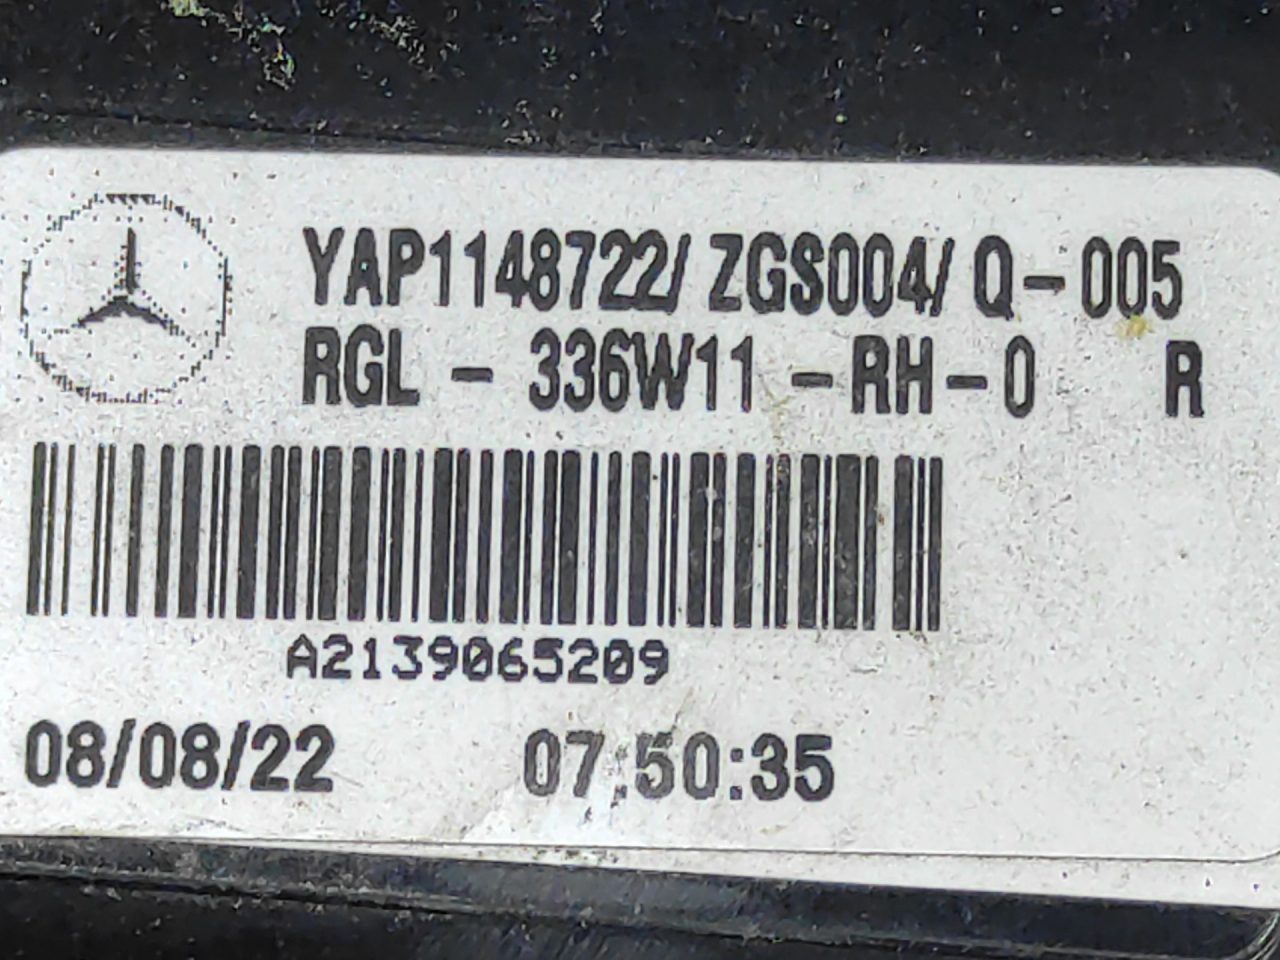 YAP1148722/ ZGS004/ Q-005
RGL - 336W11 -RH-0 R
A2139065209
08/08/22 07:50:35